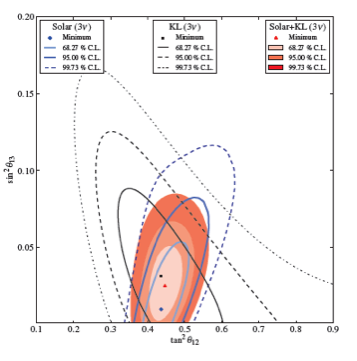 0.20
0.15
0.10
0.05
sin²θ₁₃
Solar (3ν)
Minimum
68.27 % C.L.
95.00 % C.L.
99.73 % C.L.
KL (3ν)
Minimum
68.27 % C.L.
95.00 % C.L.
99.73 % C.L.
Solar+KL (3ν)
Minimum
68.27 % C.L.
95.00 % C.L.
99.73 % C.L.
0.1 0.2 0.3 0.4 0.5 0.6 0.7 0.8 0.9
tan²θ₁₂